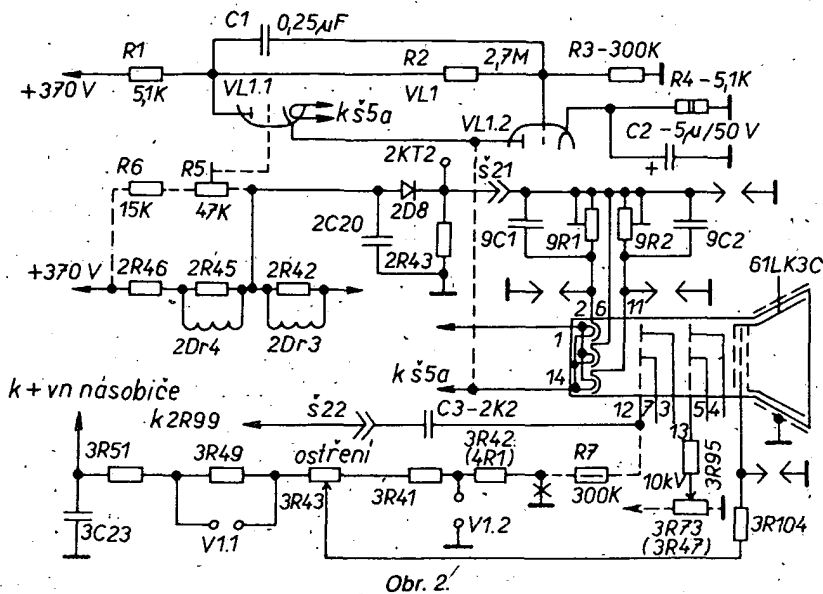 C1 0,25µF
R1
R2 2,7M
R3-300K
+370 V 5,1K
VL1.1
VL1
R4-5,1K
k š5a
VL1.2
C2-5µ/50 V
+
R6 R5
2KT2
š21
15K 47K
2C20
2D8
2R43
9C1
9R1
9R2
9C2
61LK3C
+370V 2R46 2R45 2R42
2Dr4 2Dr3
2 6 11
1
14
k š5a
k + vn násobiče
k2R99
š22
C3-2K2
12 7 3 13 5 4
3R51 3R49
ostření
3R42
(4R1)
R7
3R95
3R43
3R41
300K
10kV
3C23
V1.1
V1.2
3R73
(3R47)
3R104
Obr. 2.